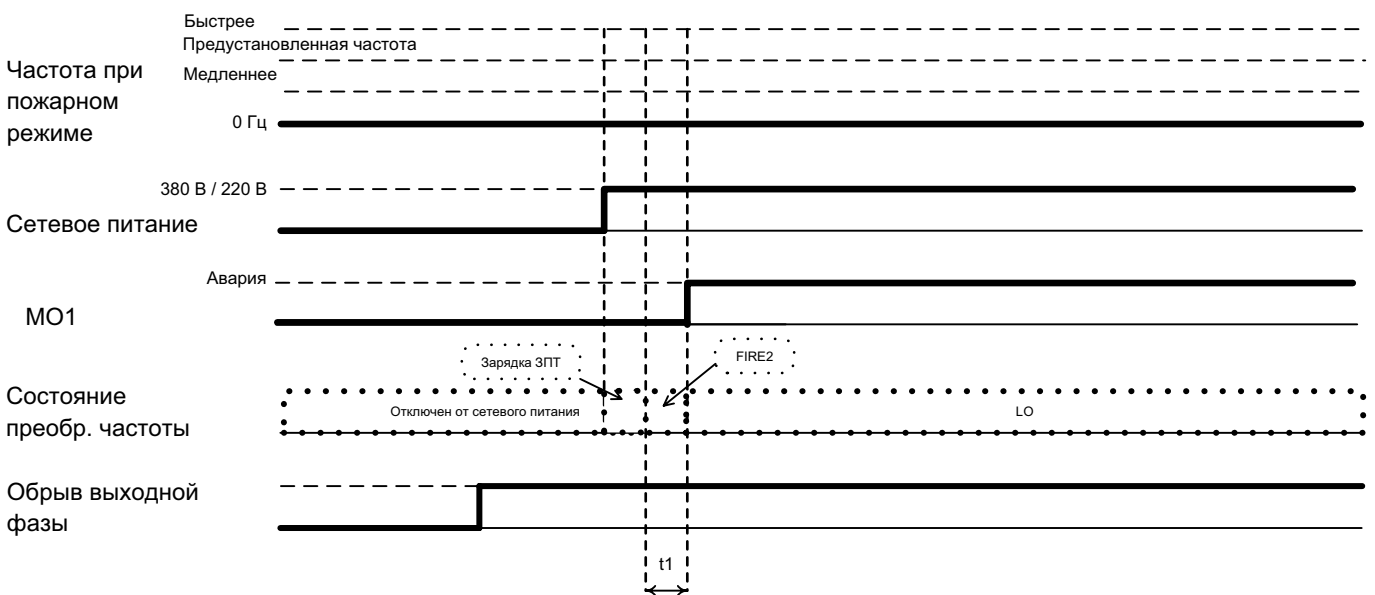 Быстрее
Предустановленная частота
Частота при
пожарном
режиме
Медленнее
0 Гц
380 В / 220 В
Сетевое питание
Авария
МО1
Зарядка ЗПТ
FIRE2
Состояние
преобр. частоты
Отключен от сетевого питания
LO
Обрыв выходной
фазы
t1